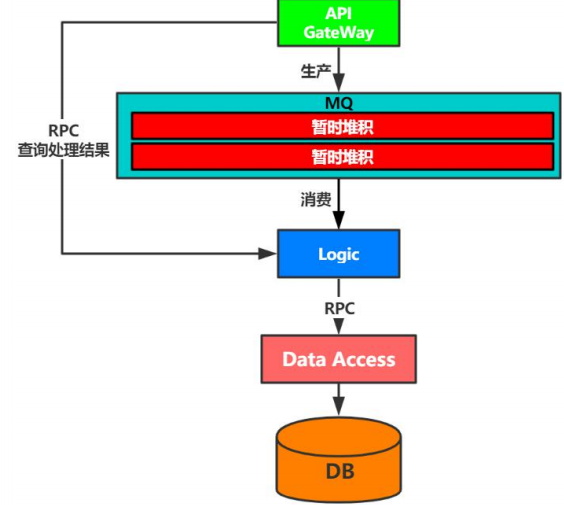 API
GateWay
生产
MQ
暂时堆积
暂时堆积
RPC
查询处理结果
消费
Logic
RPC
Data Access
DB